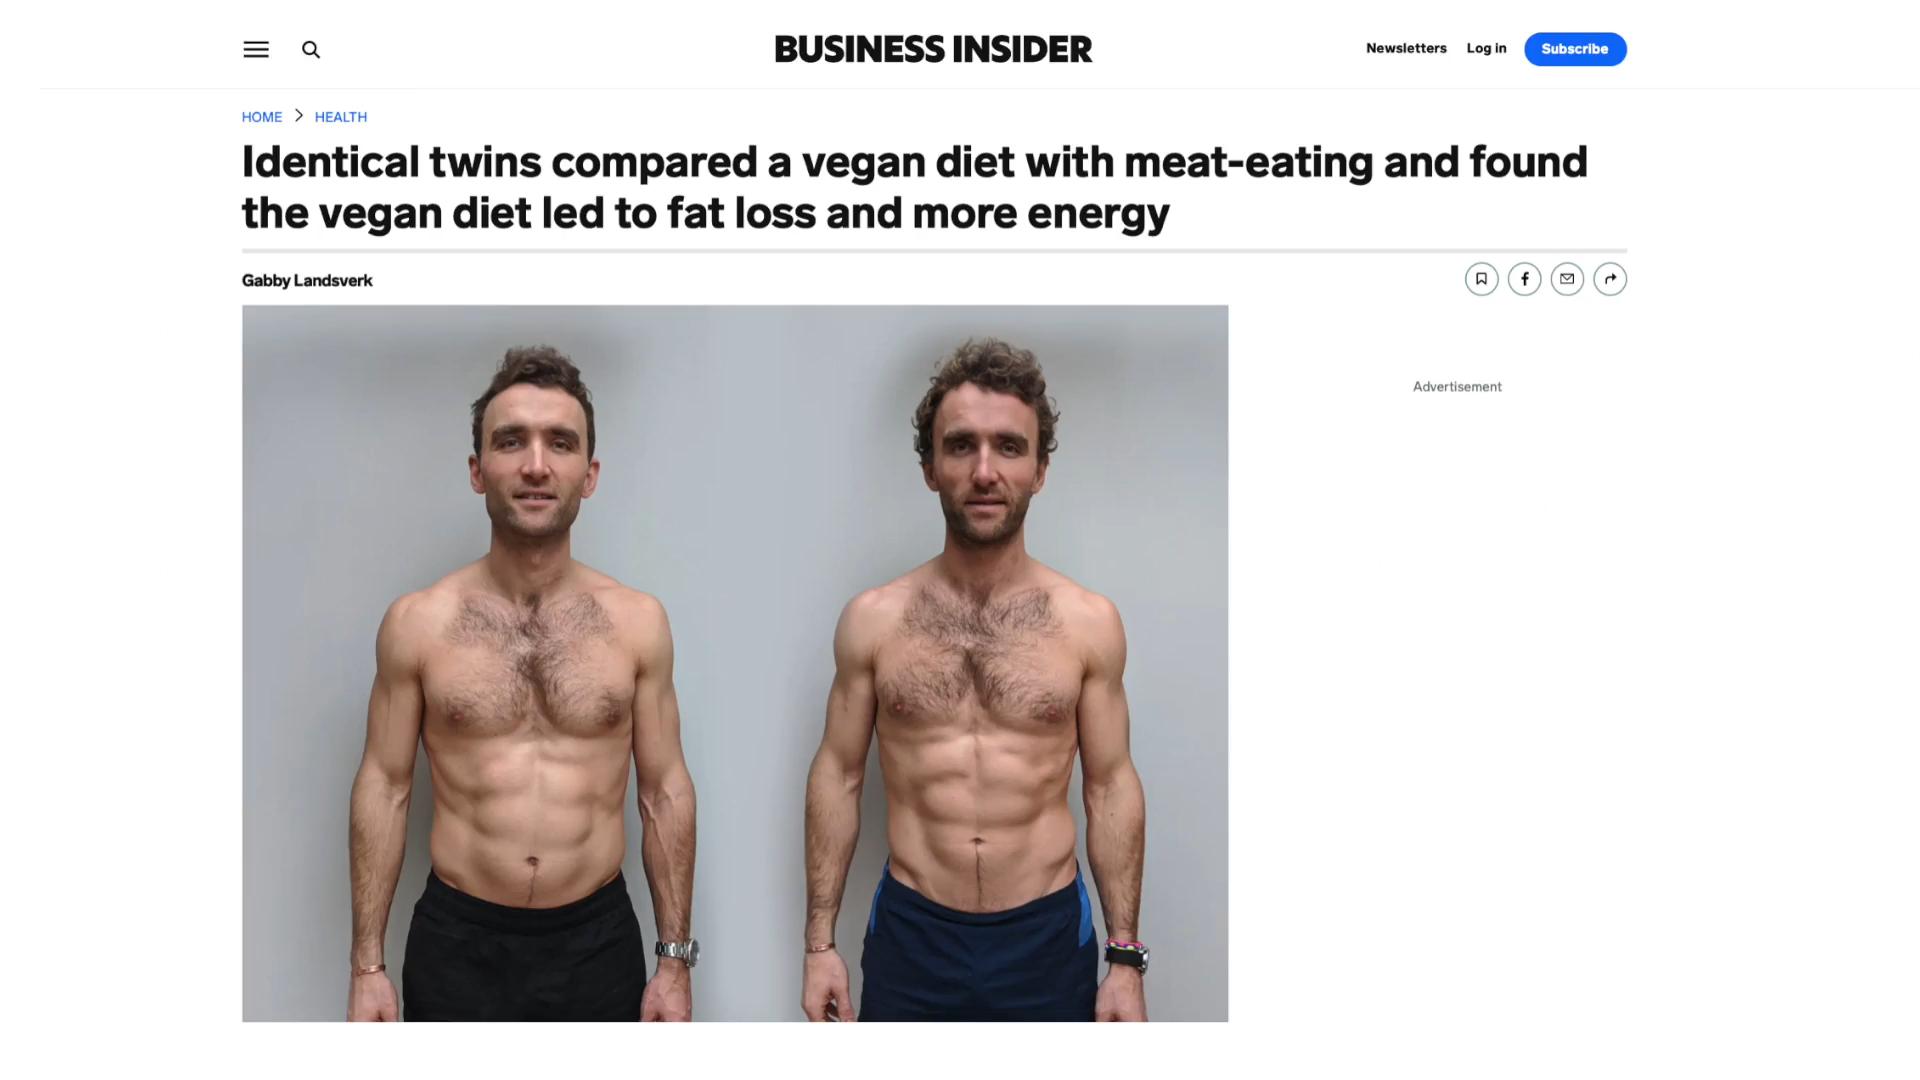 BUSINESS INSIDER
Newsletters
Log in
Subscribe
HOME > HEALTH
Identical twins compared a vegan diet with meat-eating and found
the vegan diet led to fat loss and more energy
Gabby Landsverk
Advertisement